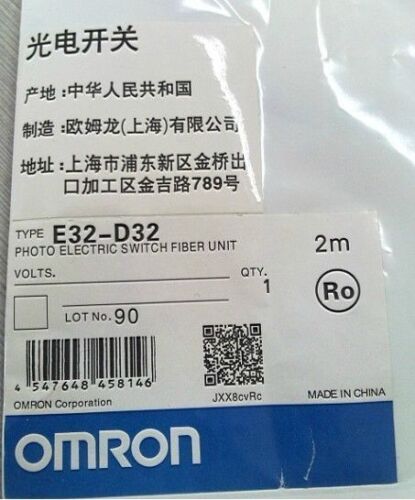 光电开关
产地:中华人民共和国
制造:欧姆龙(上海)有限公司
地址:上海市浦东新区金桥出
口加工区金吉路789号
TYPE E32-D32 2m
PHOTO ELECTRIC SWITCH FIBER UNIT
VOLTS. QTY.
1
Ro
LOT No. 90
4 547648 458146
JXX8cvRc
OMRON Corporation MADE IN CHINA
OMRON